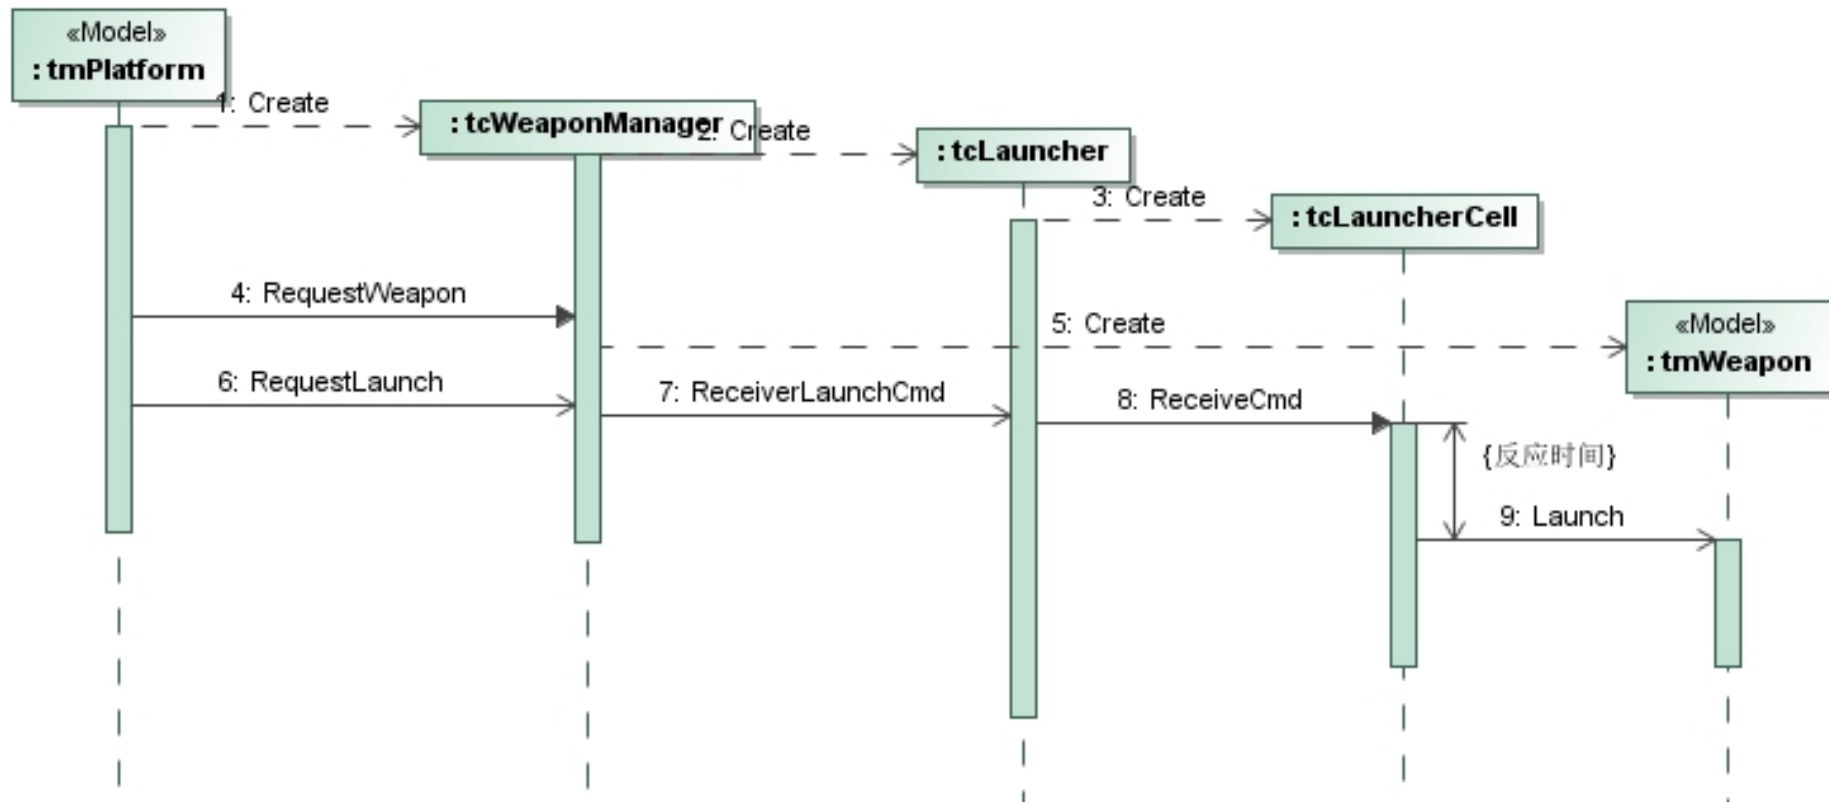 «Model»
: tmPlatform
1: Create
: tcWeaponManager
2: Create
: tcLauncher
3: Create
: tcLauncherCell
4: RequestWeapon
5: Create
«Model»
: tmWeapon
6: RequestLaunch
7: ReceiverLaunchCmd
8: ReceiveCmd
{反应时间}
9: Launch